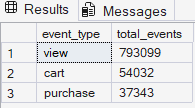 Results Messages
event_type total_events
1 view 793099
2 cart 54032
3 purchase 37343